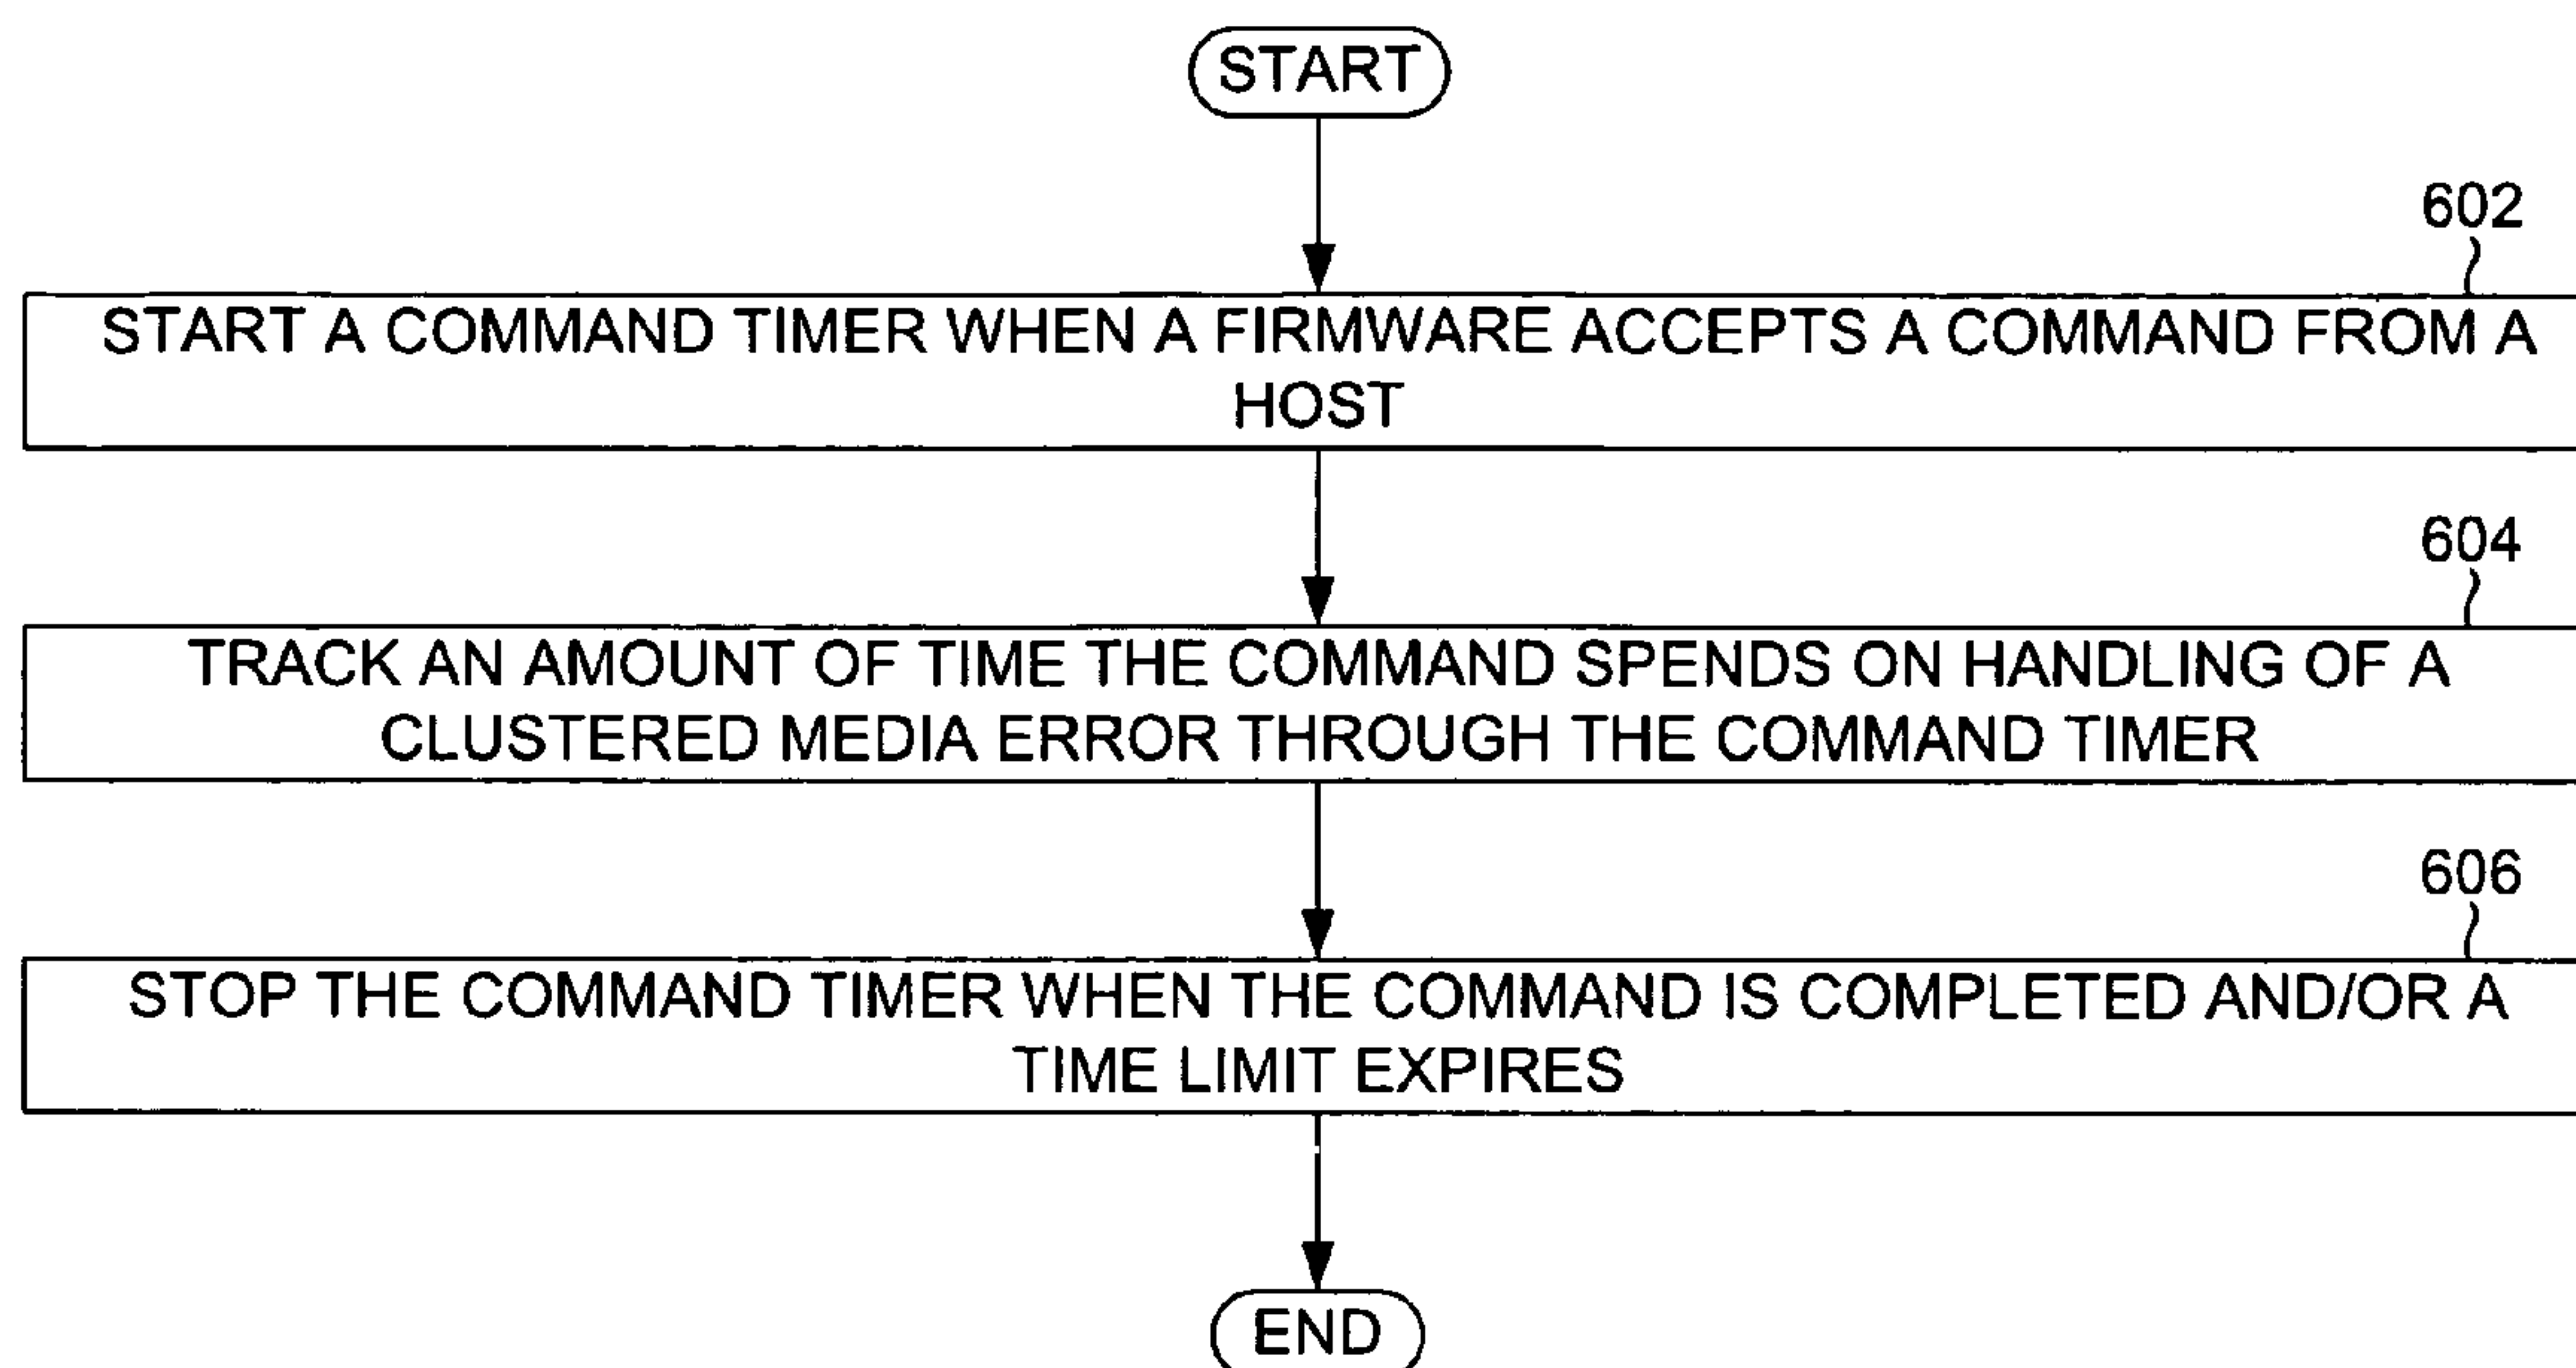 START
602
START A COMMAND TIMER WHEN A FIRMWARE ACCEPTS A COMMAND FROM A
HOST
604
TRACK AN AMOUNT OF TIME THE COMMAND SPENDS ON HANDLING OF A
CLUSTERED MEDIA ERROR THROUGH THE COMMAND TIMER
606
STOP THE COMMAND TIMER WHEN THE COMMAND IS COMPLETED AND/OR A
TIME LIMIT EXPIRES
END